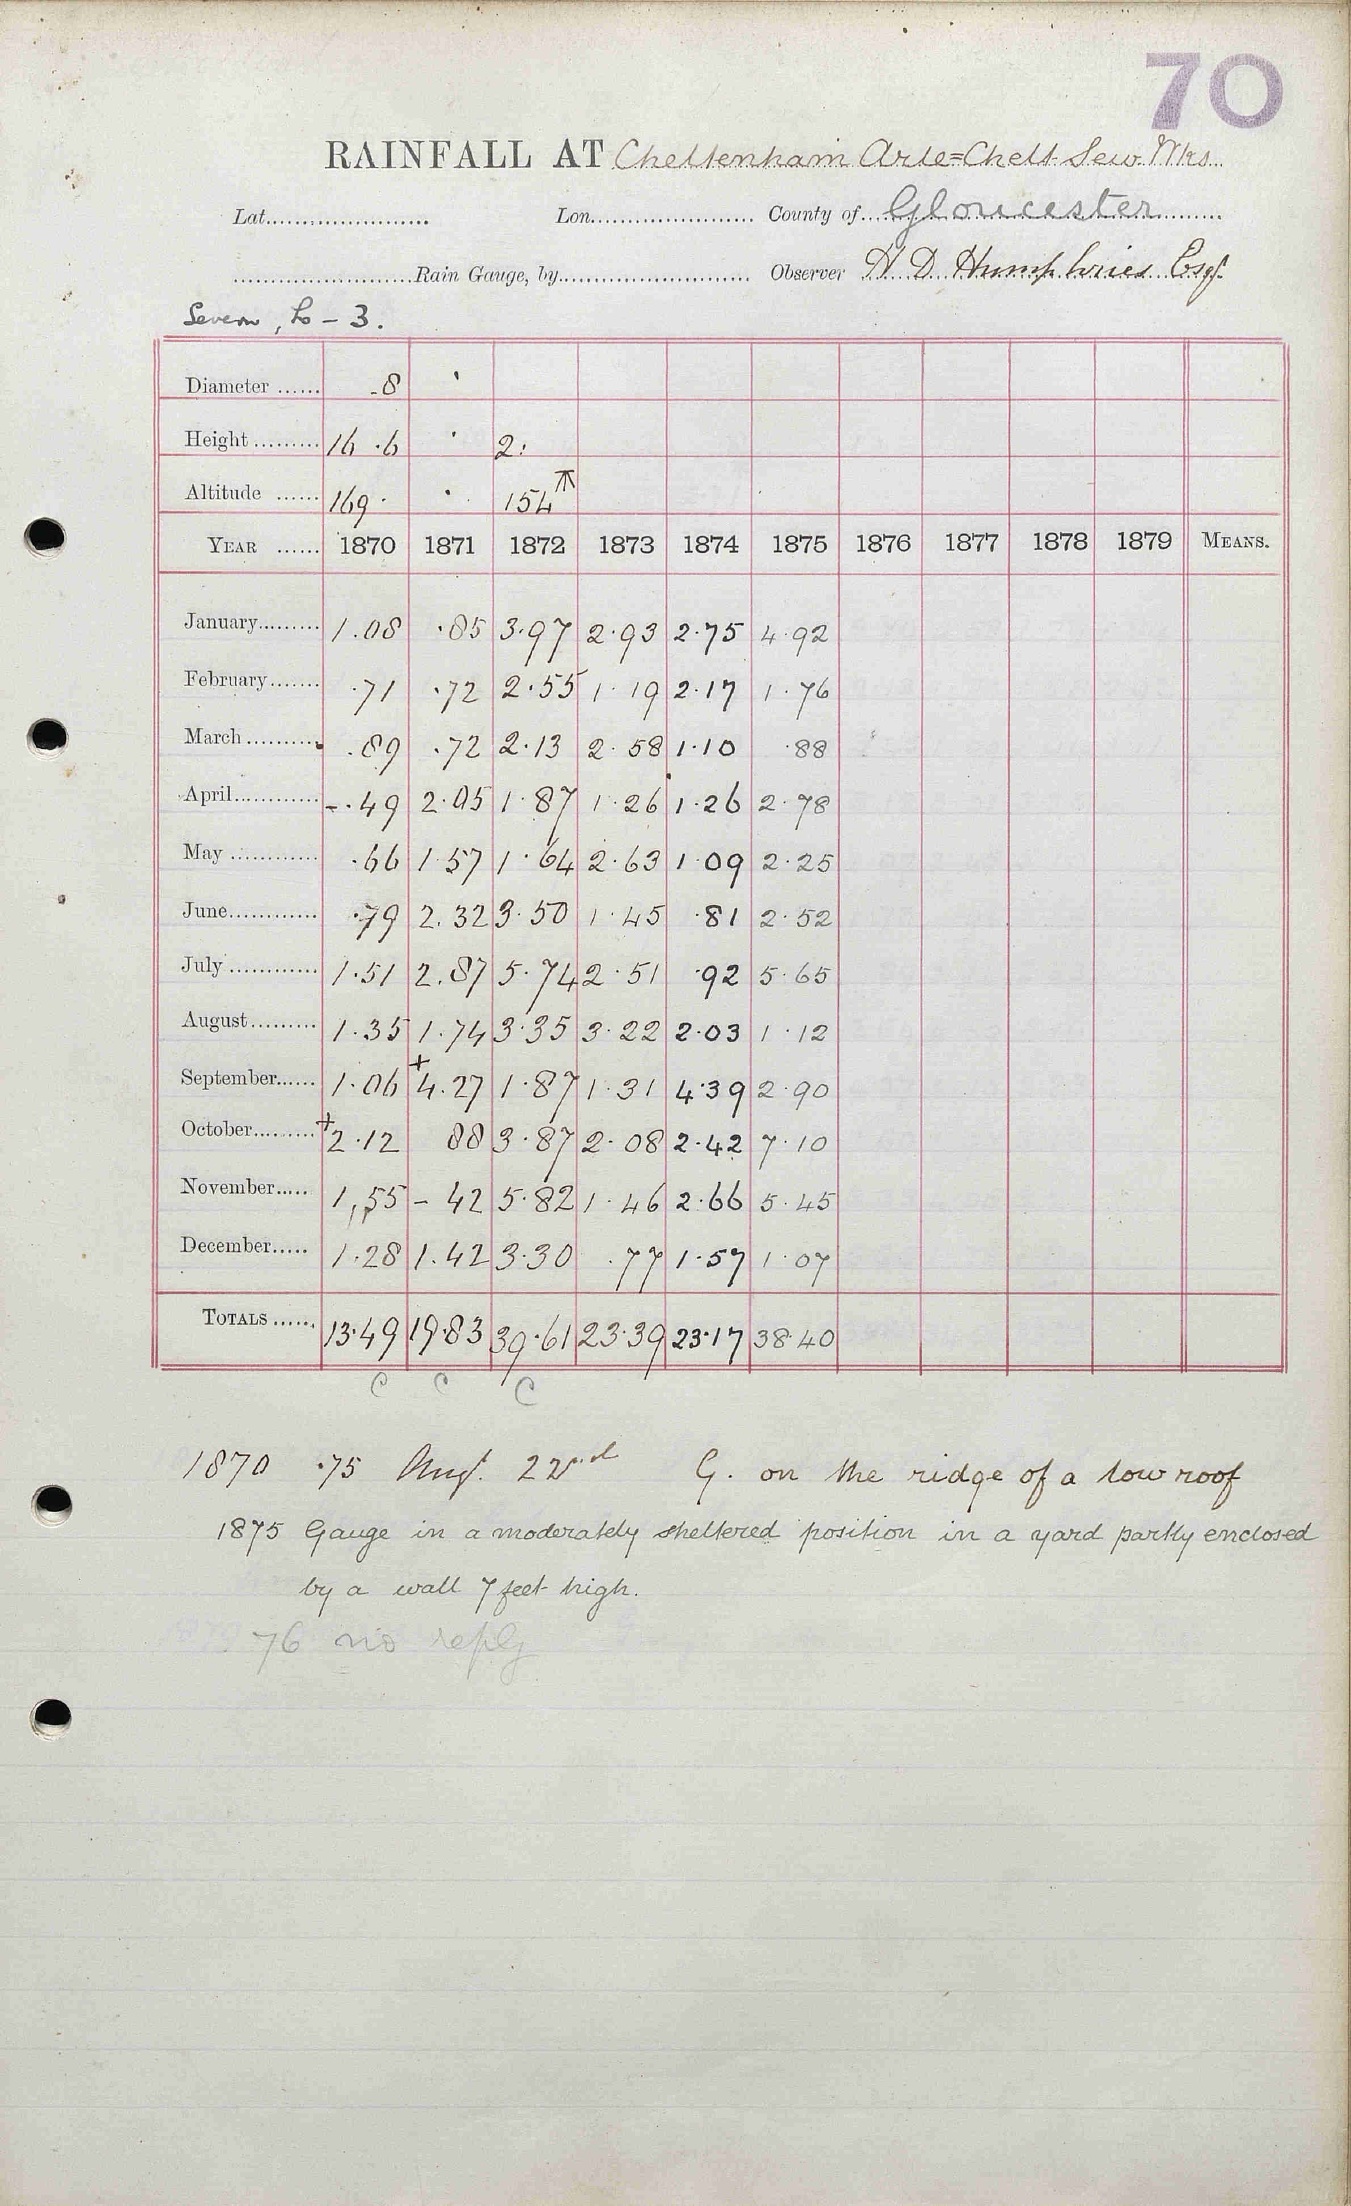 70
RAINFALL AT Cheltenham Arle=Chelt Sew Wks
Lat. Lon. County of Gloucester
Rain Gauge, by Observer H D Humphries Esqr.
Severn, L – 3.
Diameter 8
Height 16 .6 2.
Altitude 169 . . 154
YEAR 1870 1871 1872 1873 1874 1875 1876 1877 1878 1879 MEANS.
January 1.08 .85 3.97 2.93 2.75 4.92
February .71 .72 2.55 1.19 2.17 1.76
March .89 .72 2.13 2.58 1.10 .88
April -.49 2.05 1.87 1.26 1.26 2.78
May .66 1.57 1.64 2.63 1.09 2.25
June .79 2.32 3.50 1.45 .81 2.52
July 1.51 2.87 5.74 2.51 .92 5.65
August 1.35 1.74 3.35 3.22 2.03 1.12
September 1.06 +4.27 1.87 1.31 4.39 2.90
October +2.12 88 3.87 2.08 2.42 7.10
November 1.55 - 42 5.82 1.46 2.66 5.45
December 1.28 1.42 3.30 .77 1.57 1.07
TOTALS 13.49 19.83 39.61 23.39 23.17 38.40
C C C
1870 .75 Augt. 22nd G. on the ridge of a low roof
1875 Gauge in a moderately sheltered position in a yard partly enclosed
by a wall 7 feet high.
76 no reply